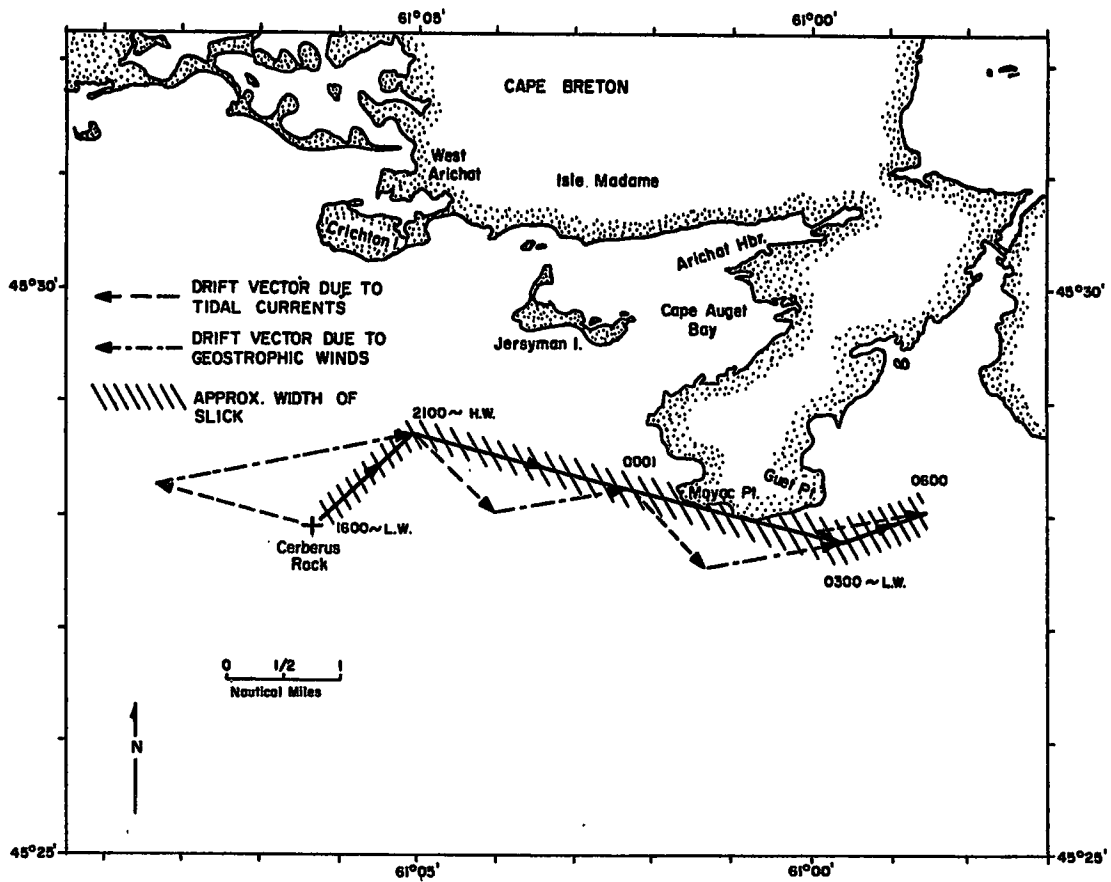 61°05'
61°00'
CAPE BRETON
West
Arichat
Isle Madame
Crichton I.
Arichat Hbr.
45°30'
45°30'
DRIFT VECTOR DUE TO
TIDAL CURRENTS
Cape Auget
Bay
DRIFT VECTOR DUE TO
GEOSTROPHIC WINDS
Jersyman I.
APPROX. WIDTH OF
SLICK
2100~ H.W.
0001
Guet Pt.
Mayac Pt.
0600
1600~L.W.
Cerberus
Rock
0300~L.W.
0 1/2 1
Nautical Miles
N
45°25'
45°25'
61°05'
61°00'